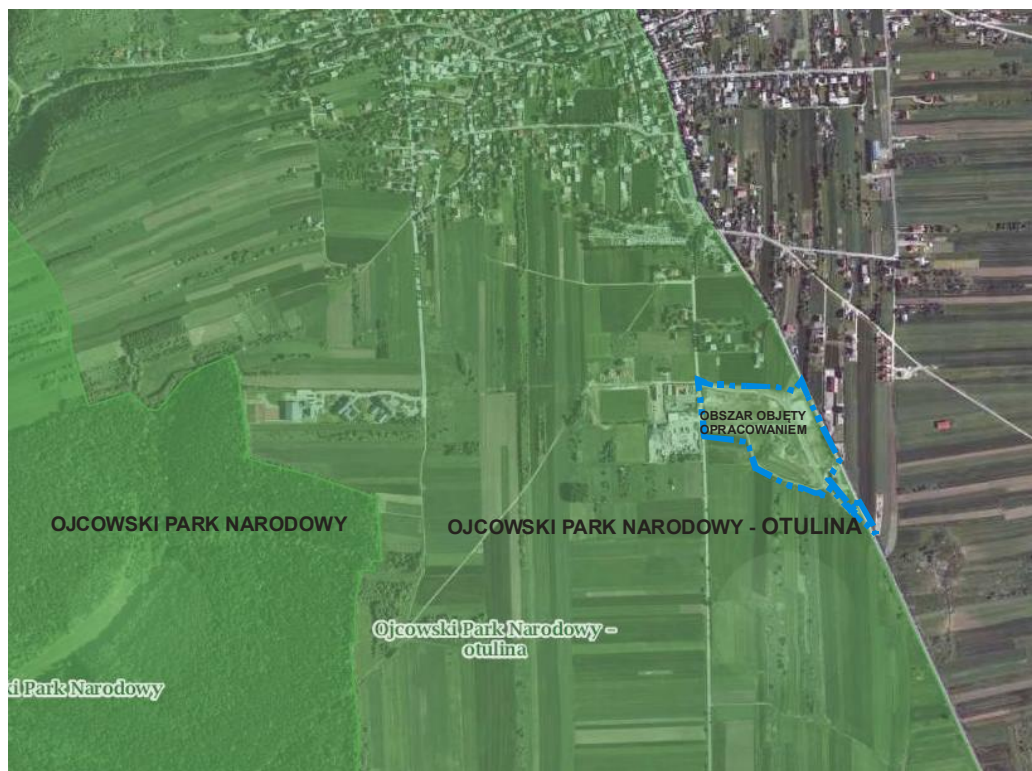 OBSZAR OBJĘTY
OPRACOWANIEM
OJCOWSKI PARK NARODOWY
OJCOWSKI PARK NARODOWY - OTULINA
Ojcowski Park Narodowy –
otulina
ki Park Narodowy